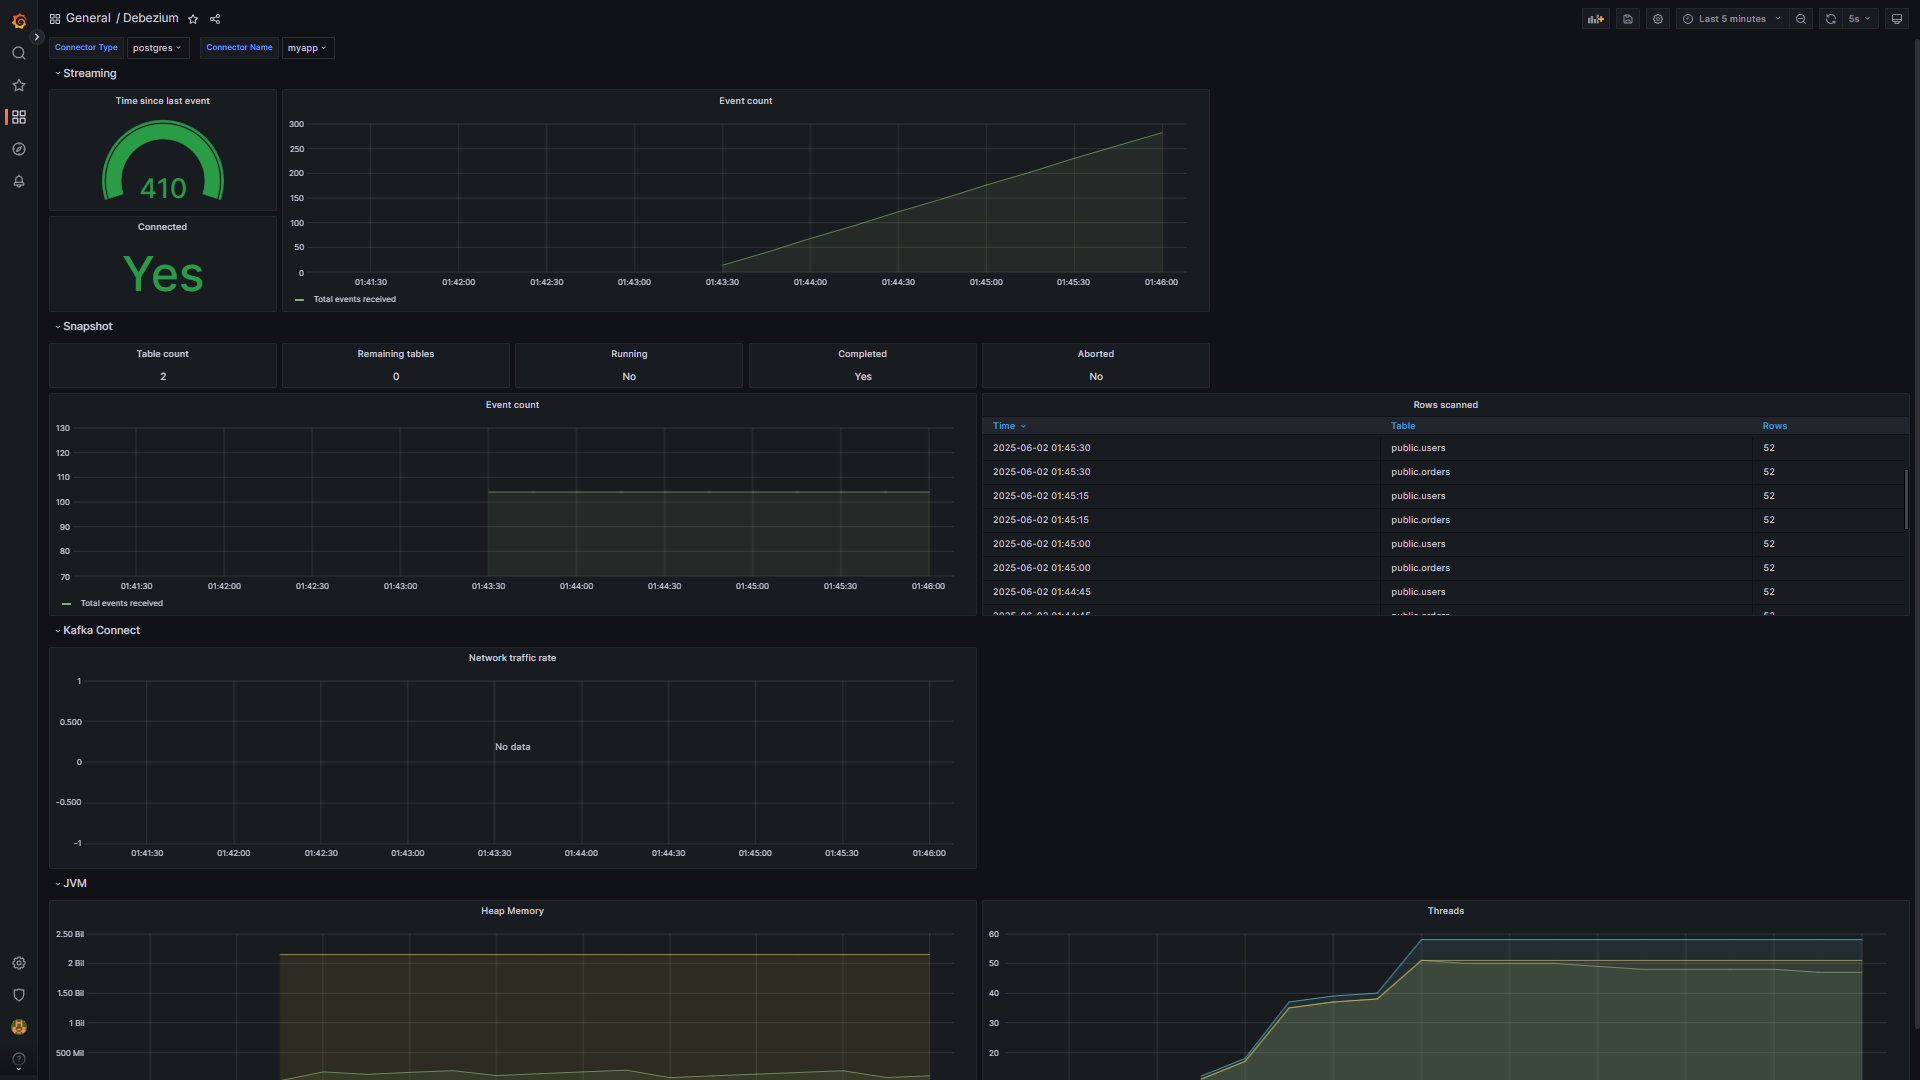 General / Debezium
Last 5 minutes
5s
Connector Type postgres Connector Name myapp
Streaming
Time since last event
410
Connected
Yes
Event count
300
250
200
150
100
50
0
01:41:30 01:42:00 01:42:30 01:43:00 01:43:30 01:44:00 01:44:30 01:45:00 01:45:30 01:46:00
Total events received
Snapshot
Table count
2
Remaining tables
0
Running
No
Completed
Yes
Aborted
No
Event count
130
120
110
100
90
80
70
01:41:30 01:42:00 01:42:30 01:43:00 01:43:30 01:44:00 01:44:30 01:45:00 01:45:30 01:46:00
Total events received
Rows scanned
Time Table Rows
2025-06-02 01:45:30 public.users 52
2025-06-02 01:45:30 public.orders 52
2025-06-02 01:45:15 public.users 52
2025-06-02 01:45:15 public.orders 52
2025-06-02 01:45:00 public.users 52
2025-06-02 01:45:00 public.orders 52
2025-06-02 01:44:45 public.users 52
2025-06-02 01:44:45 public.orders 52
Kafka Connect
Network traffic rate
1
0.500
0
-0.500
-1
No data
01:41:30 01:42:00 01:42:30 01:43:00 01:43:30 01:44:00 01:44:30 01:45:00 01:45:30 01:46:00
JVM
Heap Memory
2.50 Bil
2 Bil
1.50 Bil
1 Bil
500 Mil
Threads
60
50
40
30
20